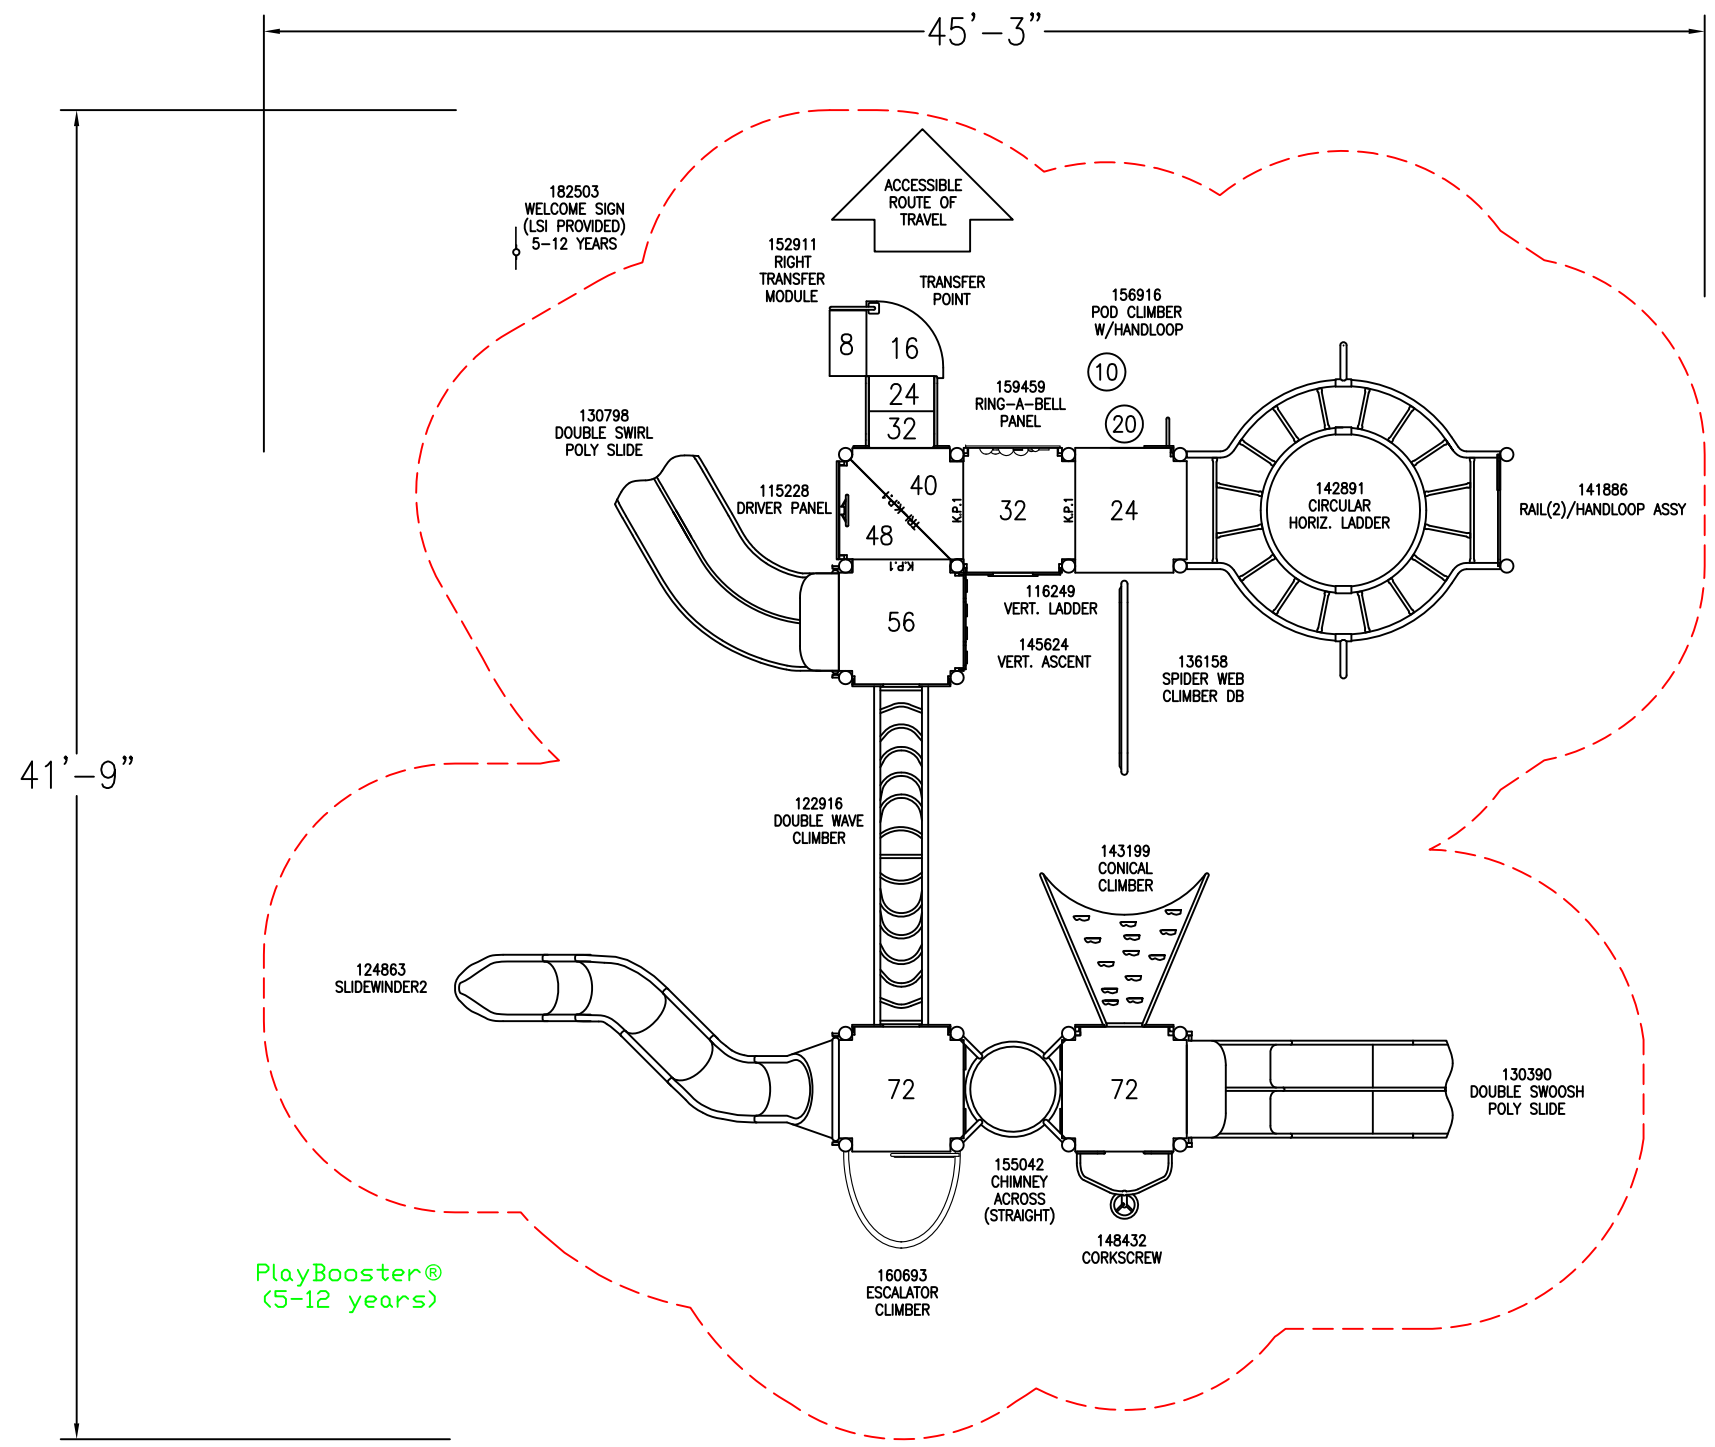 45'-3"
41'-9"
182503
WELCOME SIGN
(LSI PROVIDED)
5-12 YEARS
ACCESSIBLE
ROUTE OF
TRAVEL
152911
RIGHT
TRANSFER
MODULE
TRANSFER
POINT
156916
POD CLIMBER
W/HANDLOOP
8
16
10
24
159459
RING-A-BELL
PANEL
20
32
130798
DOUBLE SWIRL
POLY SLIDE
115228
DRIVER PANEL
40
TRI K.P.1
48
K.P.1
32
K.P.1
24
142891
CIRCULAR
HORIZ. LADDER
141886
RAIL(2)/HANDLOOP ASSY
K.P.1
56
116249
VERT. LADDER
145624
VERT. ASCENT
136158
SPIDER WEB
CLIMBER DB
122916
DOUBLE WAVE
CLIMBER
143199
CONICAL
CLIMBER
124863
SLIDEWINDER2
72
72
130390
DOUBLE SWOOSH
POLY SLIDE
155042
CHIMNEY
ACROSS
(STRAIGHT)
148432
CORKSCREW
160693
ESCALATOR
CLIMBER
PlayBooster®
(5-12 years)